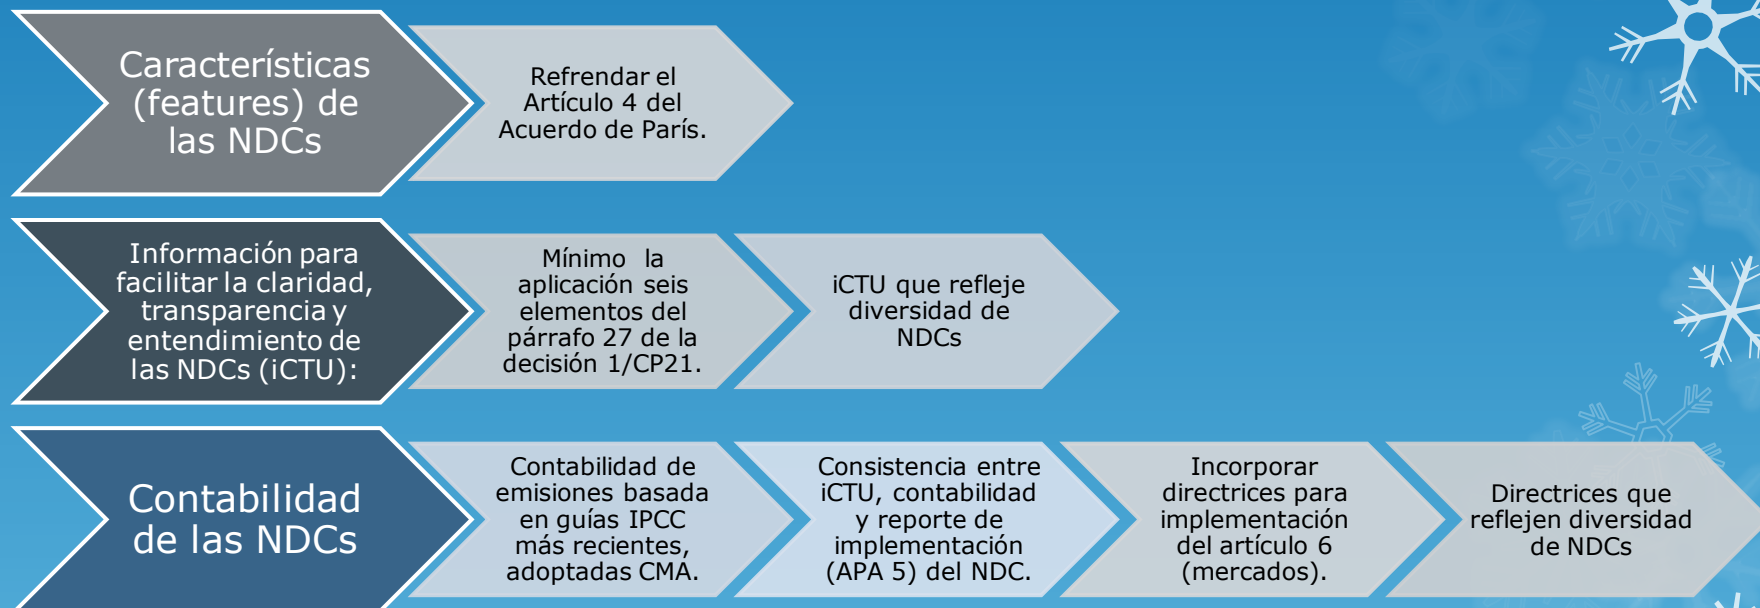 Características
(features) de
las NDCs
Refrendar el
Artículo 4 del
Acuerdo de París.
Información para
facilitar la claridad,
transparencia y
entendimiento de
las NDCs (iCTU):
Mínimo la
aplicación seis
elementos del
párrafo 27 de la
decisión 1/CP21.
iCTU que refleje
diversidad de
NDCs
Contabilidad
de las NDCs
Contabilidad de
emisiones basada
en guías IPCC
más recientes,
adoptadas CMA.
Consistencia entre
iCTU, contabilidad
y reporte de
implementación
(APA 5) del NDC.
Incorporar
directrices para
implementación
del artículo 6
(mercados).
Directrices que
reflejen diversidad
de NDCs